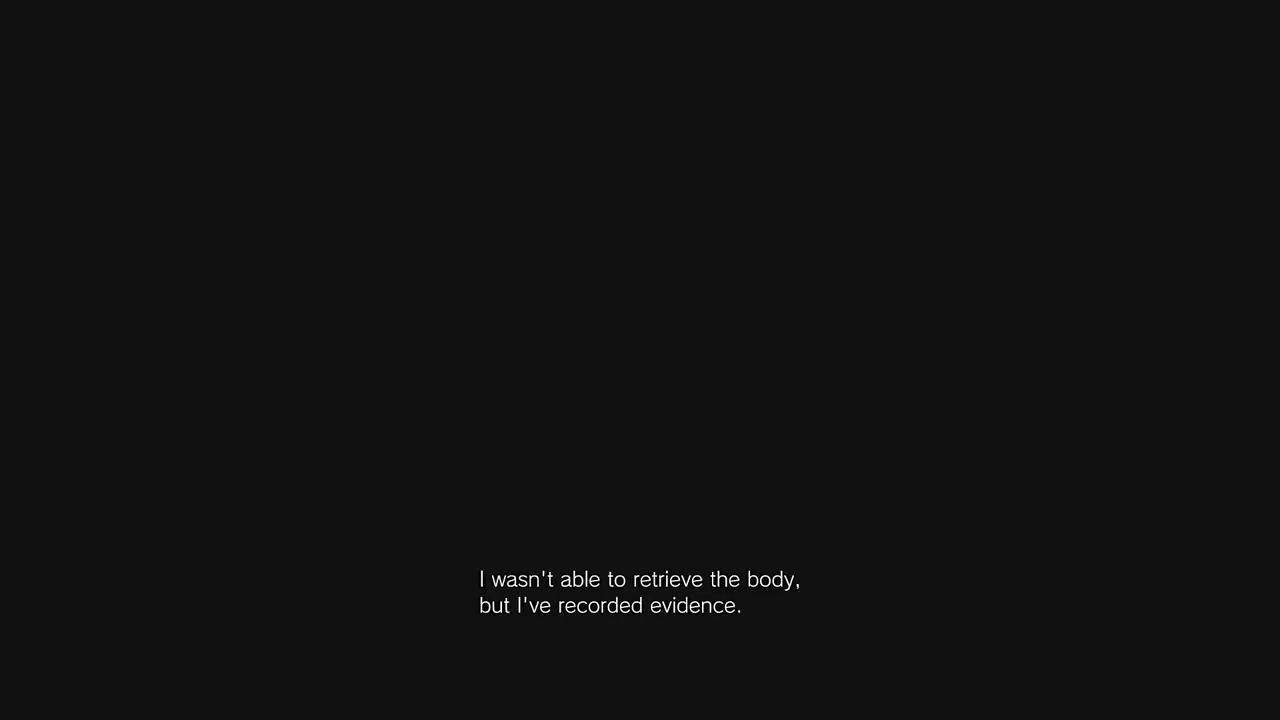 I wasn't able to retrieve the body,
but I've recorded evidence.